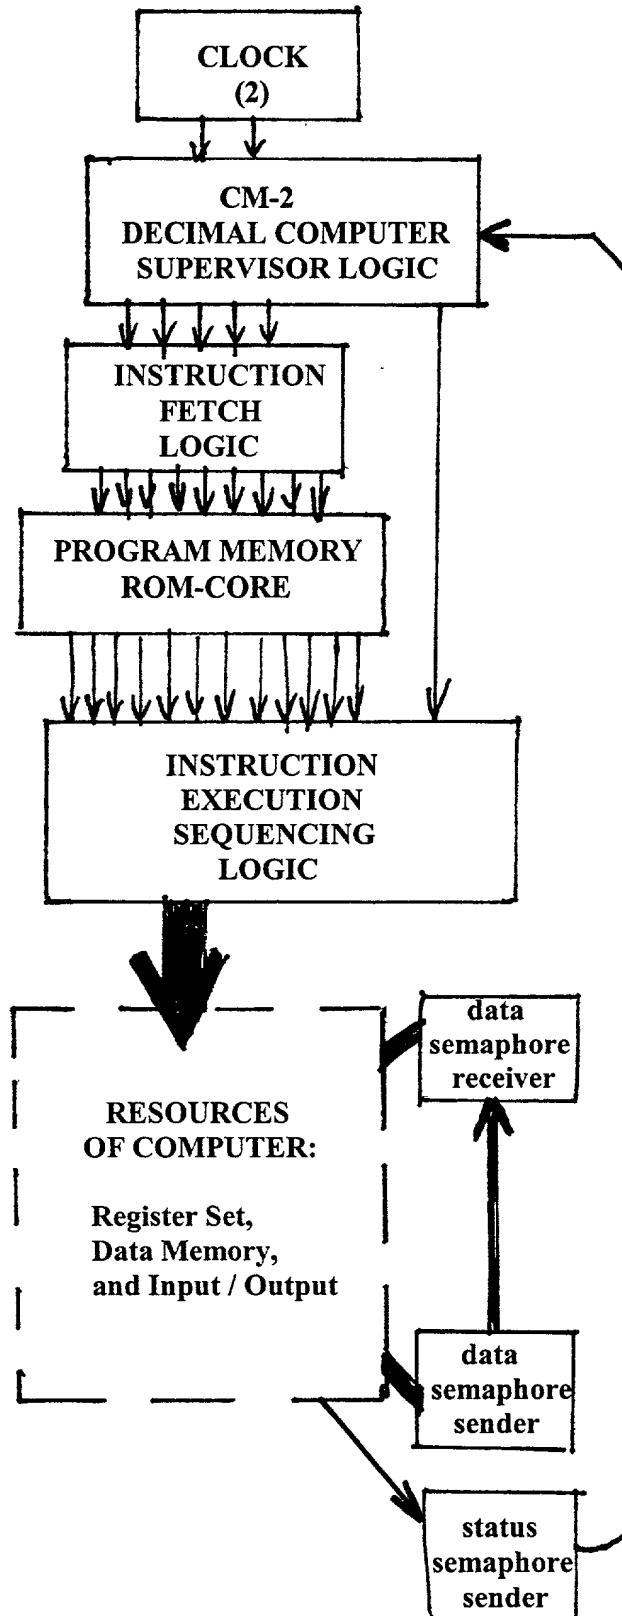 CLOCK
(2)
CM-2
DECIMAL COMPUTER
SUPERVISOR LOGIC
INSTRUCTION
FETCH
LOGIC
PROGRAM MEMORY
ROM-CORE
INSTRUCTION
EXECUTION
SEQUENCING
LOGIC
data
semaphore
receiver
RESOURCES
OF COMPUTER:
Register Set,
Data Memory,
and Input / Output
data
semaphore
sender
status
semaphore
sender